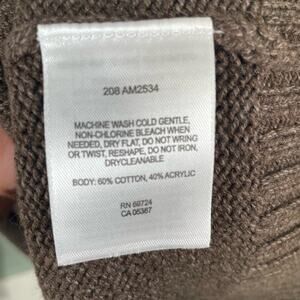 208 AM2534
MACHINE WASH COLD GENTLE,
NON-CHLORINE BLEACH WHEN
NEEDED, DRY FLAT, DO NOT WRING
OR TWIST, RESHAPE, DO NOT IRON,
DRYCLEANABLE
BODY: 60% COTTON, 40% ACRYLIC
RN 69724
CA 05367